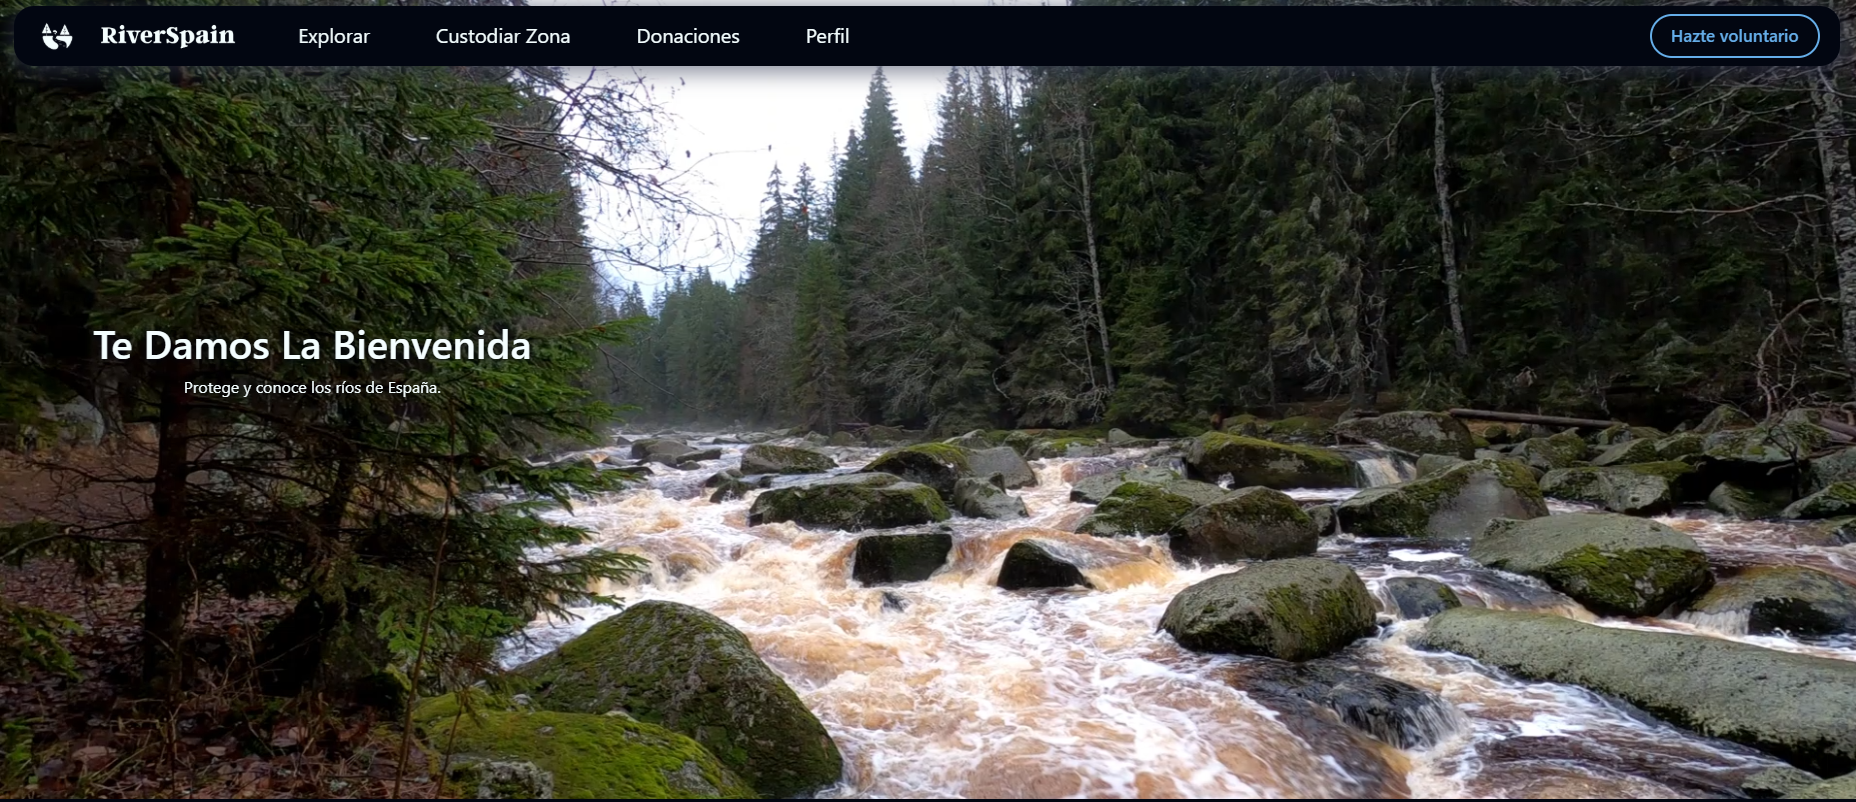 RiverSpain
Explorar
Custodiar Zona
Donaciones
Perfil
Hazte voluntario
Te Damos La Bienvenida
Protege y conoce los ríos de España.